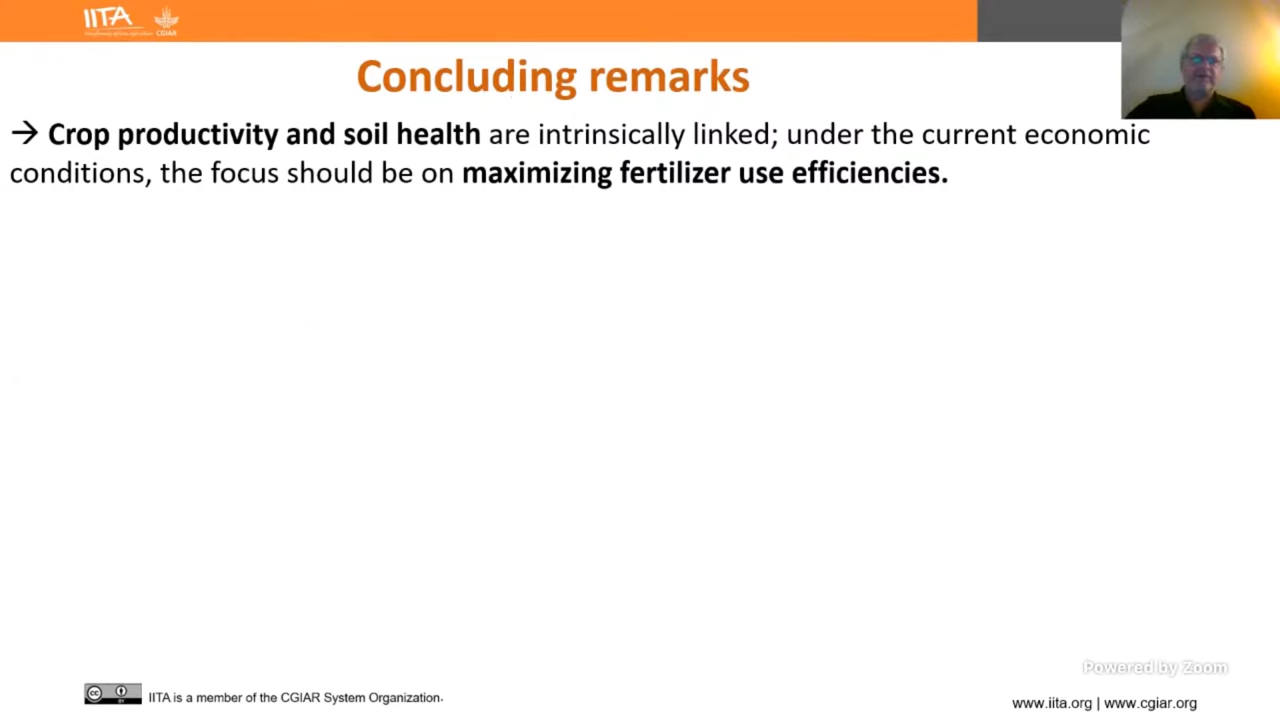 IITA
CGIAR
Concluding remarks
→ Crop productivity and soil health are intrinsically linked; under the current economic
conditions, the focus should be on maximizing fertilizer use efficiencies.
Powered by Zoom
cc
BY
IITA is a member of the CGIAR System Organization.
www.iita.org | www.cgiar.org